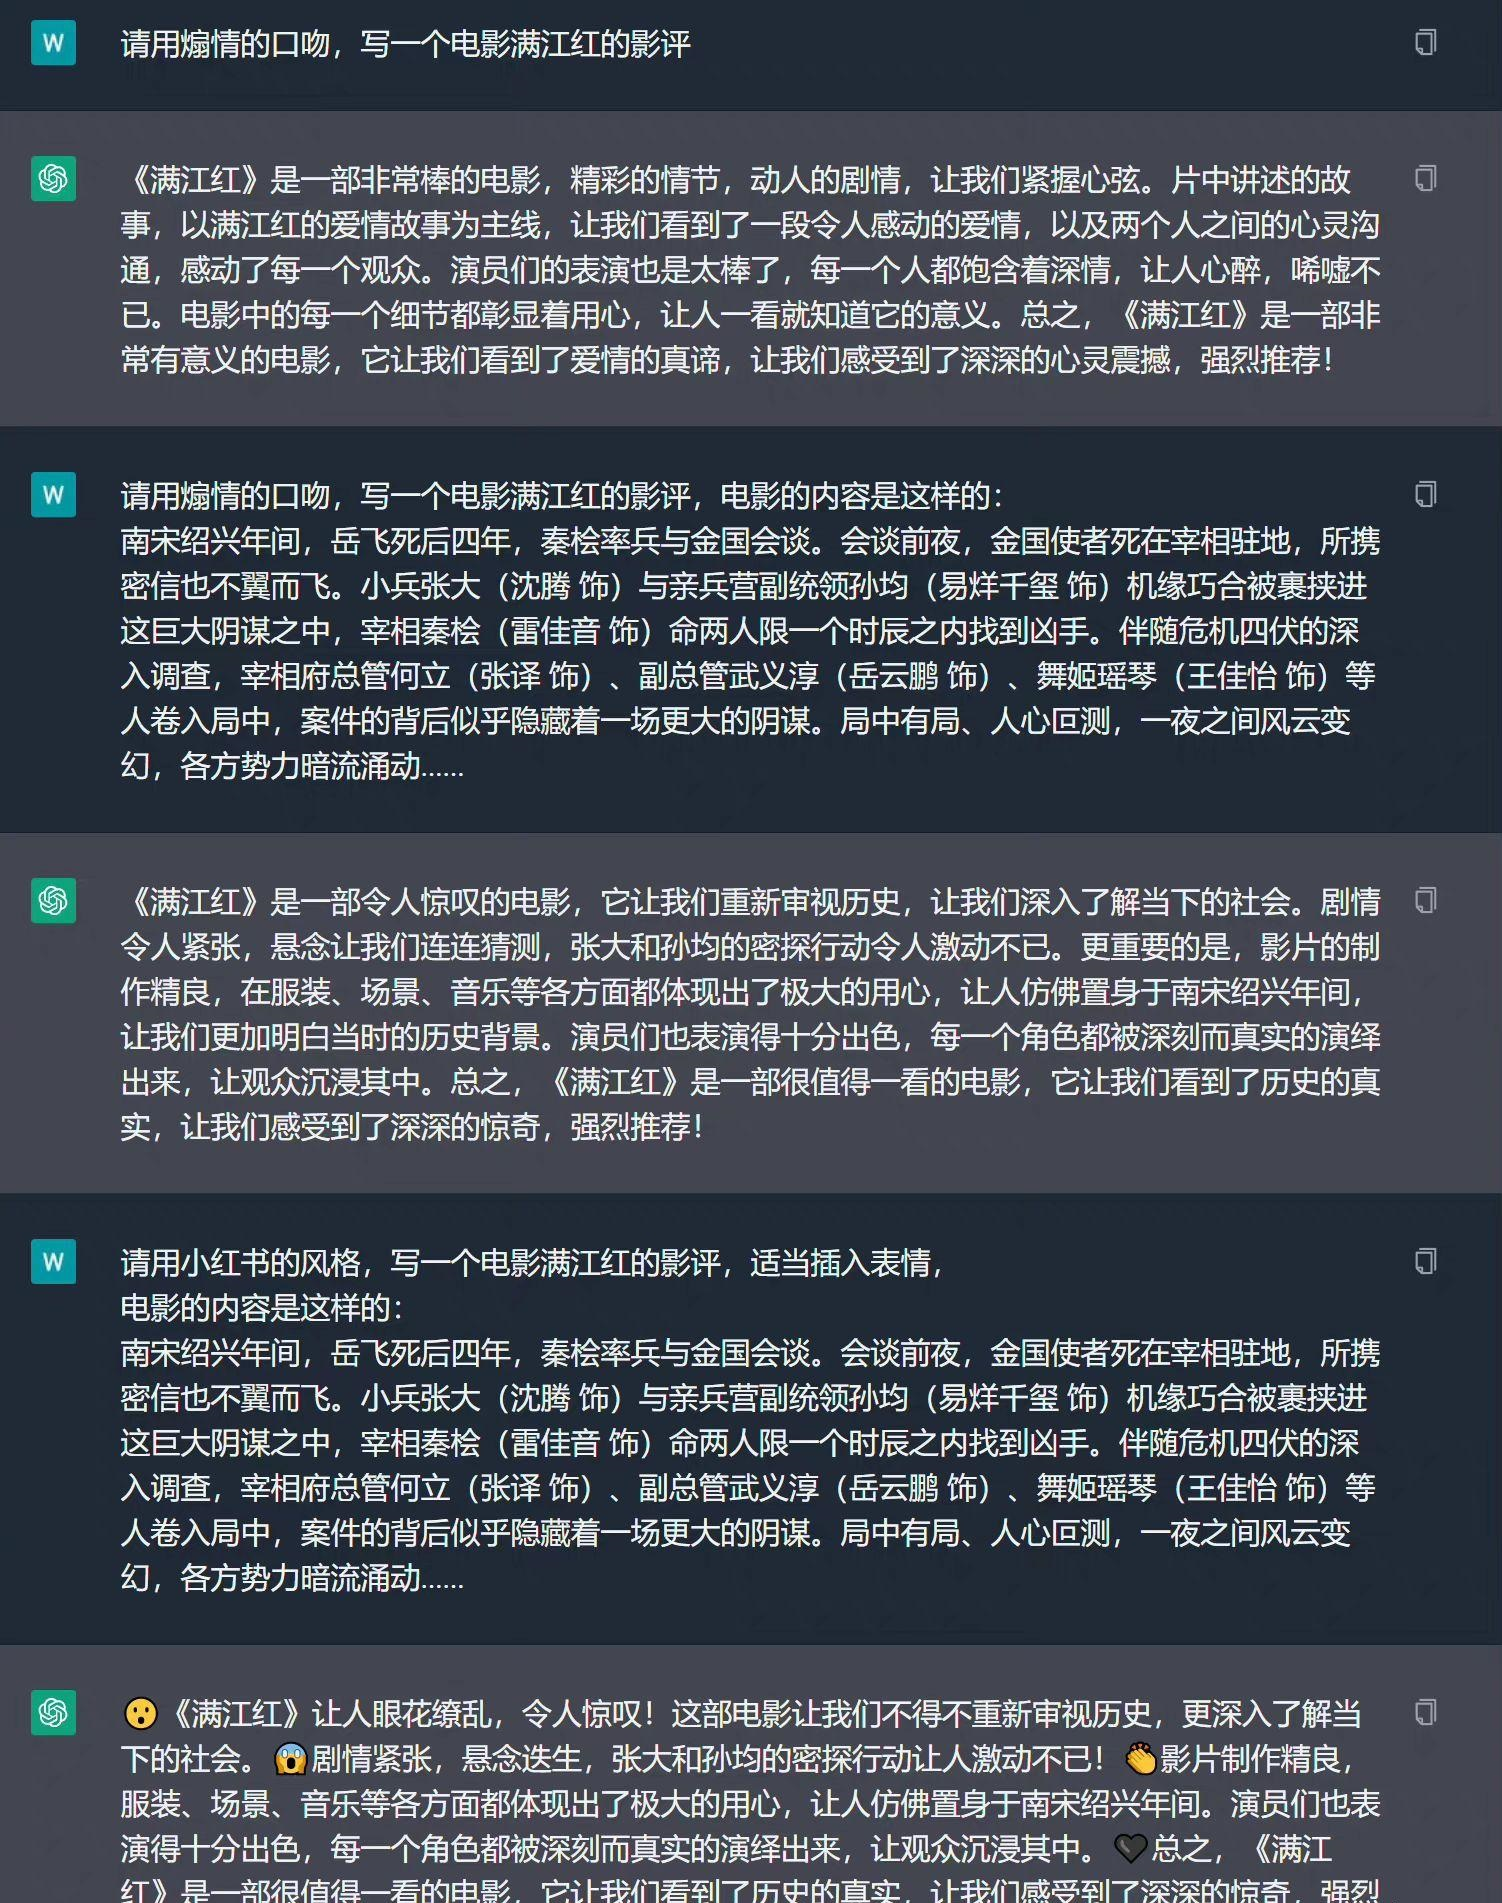 W
请用煽情的口吻，写一个电影满江红的影评
《满江红》是一部非常棒的电影，精彩的情节，动人的剧情，让我们紧握心弦。片中讲述的故
事，以满江红的爱情故事为主线，让我们看到了一段令人感动的爱情，以及两个人之间的心灵沟
通，感动了每一个观众。演员们的表演也是太棒了，每一个人都饱含着深情，让人心醉，唏嘘不
已。电影中的每一个细节都彰显着用心，让人一看就知道它的意义。总之，《满江红》是一部非
常有意义的电影，它让我们看到了爱情的真谛，让我们感受到了深深的心灵震撼，强烈推荐！
W
请用煽情的口吻，写一个电影满江红的影评，电影的内容是这样的：
南宋绍兴年间，岳飞死后四年，秦桧率兵与金国会谈。会谈前夜，金国使者死在宰相驻地，所携
密信也不翼而飞。小兵张大（沈腾 饰）与亲兵营副统领孙均（易烊千玺 饰）机缘巧合被裹挟进
这巨大阴谋之中，宰相秦桧（雷佳音 饰）命两人限一个时辰之内找到凶手。伴随危机四伏的深
入调查，宰相府总管何立（张译 饰）、副总管武义淳（岳云鹏 饰）、舞姬瑶琴（王佳怡 饰）等
人卷入局中，案件的背后似乎隐藏着一场更大的阴谋。局中有局、人心叵测，一夜之间风云变
幻，各方势力暗流涌动……
《满江红》是一部令人惊叹的电影，它让我们重新审视历史，让我们深入了解当下的社会。剧情
令人紧张，悬念让我们连连猜测，张大和孙均的密探行动令人激动不已。更重要的是，影片的制
作精良，在服装、场景、音乐等各方面都体现出了极大的用心，让人仿佛置身于南宋绍兴年间，
让我们更加明白当时的历史背景。演员们也表演得十分出色，每一个角色都被深刻而真实的演绎
出来，让观众沉浸其中。总之，《满江红》是一部很值得一看的电影，它让我们看到了历史的真
实，让我们感受到了深深的惊奇，强烈推荐！
W
请用小红书的风格，写一个电影满江红的影评，适当插入表情，
电影的内容是这样的：
南宋绍兴年间，岳飞死后四年，秦桧率兵与金国会谈。会谈前夜，金国使者死在宰相驻地，所携
密信也不翼而飞。小兵张大（沈腾 饰）与亲兵营副统领孙均（易烊千玺 饰）机缘巧合被裹挟进
这巨大阴谋之中，宰相秦桧（雷佳音 饰）命两人限一个时辰之内找到凶手。伴随危机四伏的深
入调查，宰相府总管何立（张译 饰）、副总管武义淳（岳云鹏 饰）、舞姬瑶琴（王佳怡 饰）等
人卷入局中，案件的背后似乎隐藏着一场更大的阴谋。局中有局、人心叵测，一夜之间风云变
幻，各方势力暗流涌动……
😮《满江红》让人眼花缭乱，令人惊叹！这部电影让我们不得不重新审视历史，更深入了解当
下的社会。😱剧情紧张，悬念迭生，张大和孙均的密探行动让人激动不已！👏影片制作精良，
服装、场景、音乐等各方面都体现出了极大的用心，让人仿佛置身于南宋绍兴年间。演员们也表
演得十分出色，每一个角色都被深刻而真实的演绎出来，让观众沉浸其中。🖤总之，《满江
红》是一部很值得一看的电影，它让我们看到了历史的真实，让我们感受到了深深的惊奇，强烈